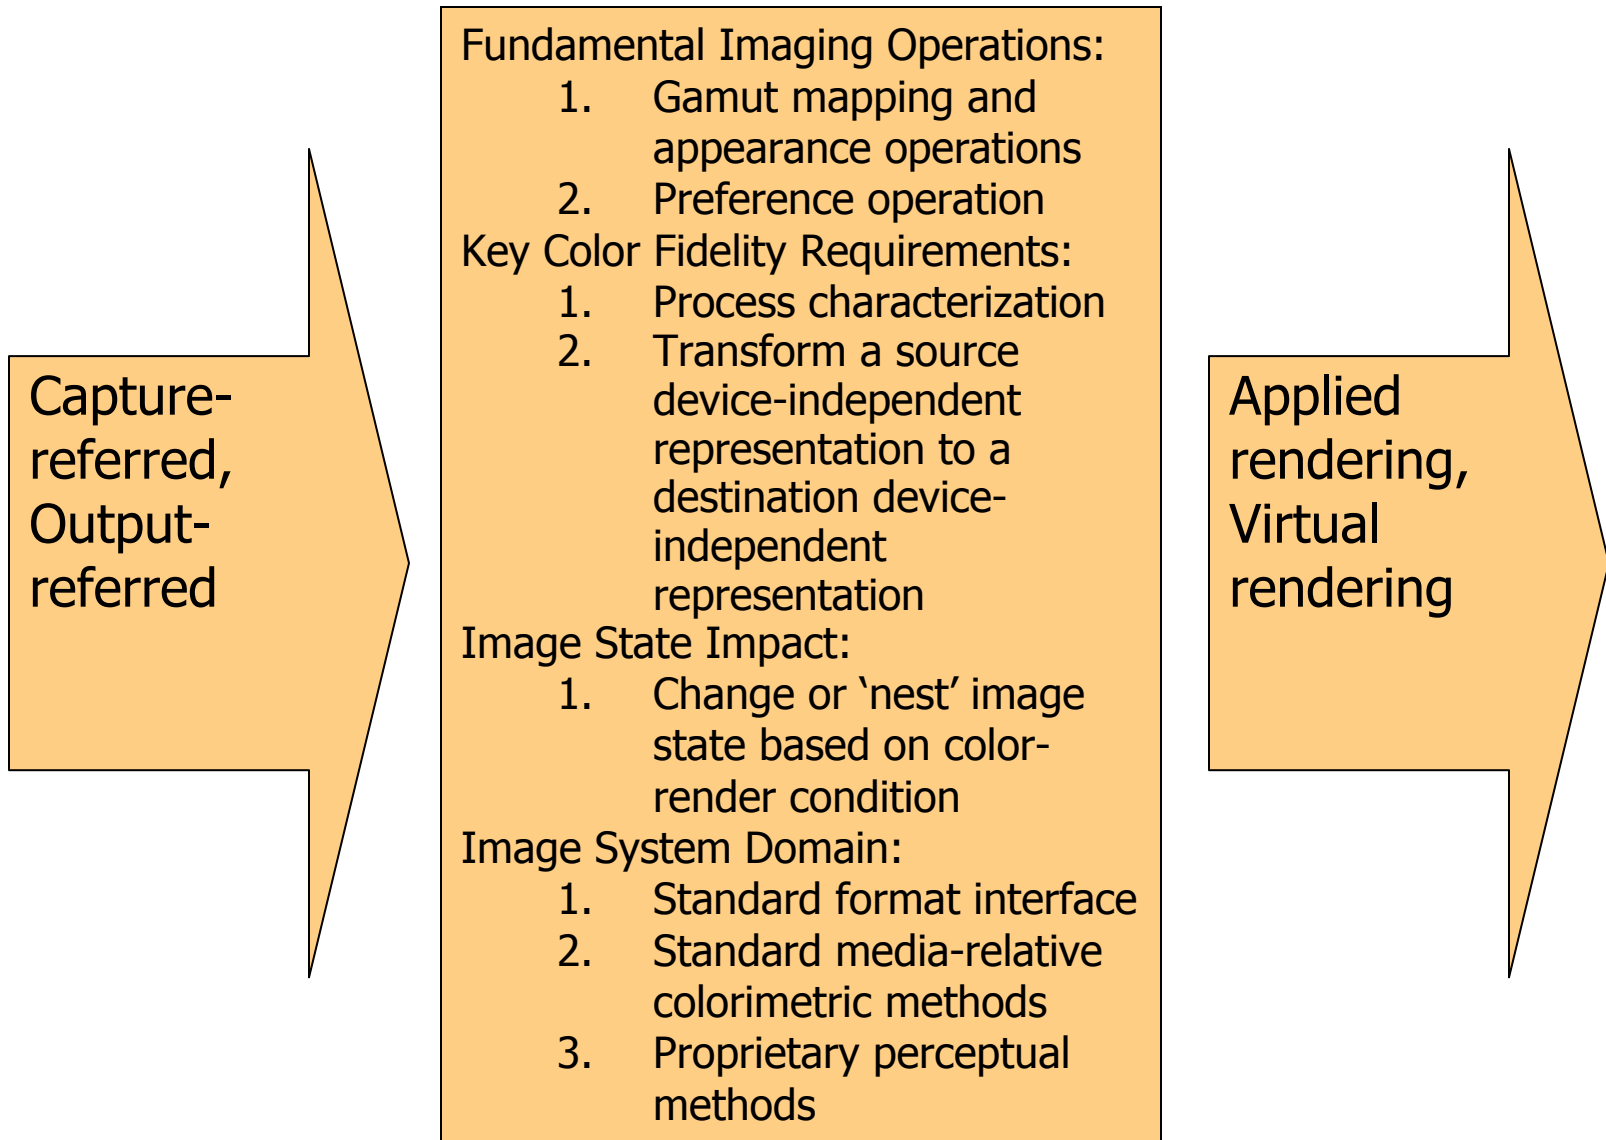 Capture-
referred,
Output-
referred
Fundamental Imaging Operations:
1. Gamut mapping and
appearance operations
2. Preference operation
Key Color Fidelity Requirements:
1. Process characterization
2. Transform a source
device-independent
representation to a
destination device-
independent
representation
Image State Impact:
1. Change or ‘nest’ image
state based on color-
render condition
Image System Domain:
1. Standard format interface
2. Standard media-relative
colorimetric methods
3. Proprietary perceptual
methods
Applied
rendering,
Virtual
rendering